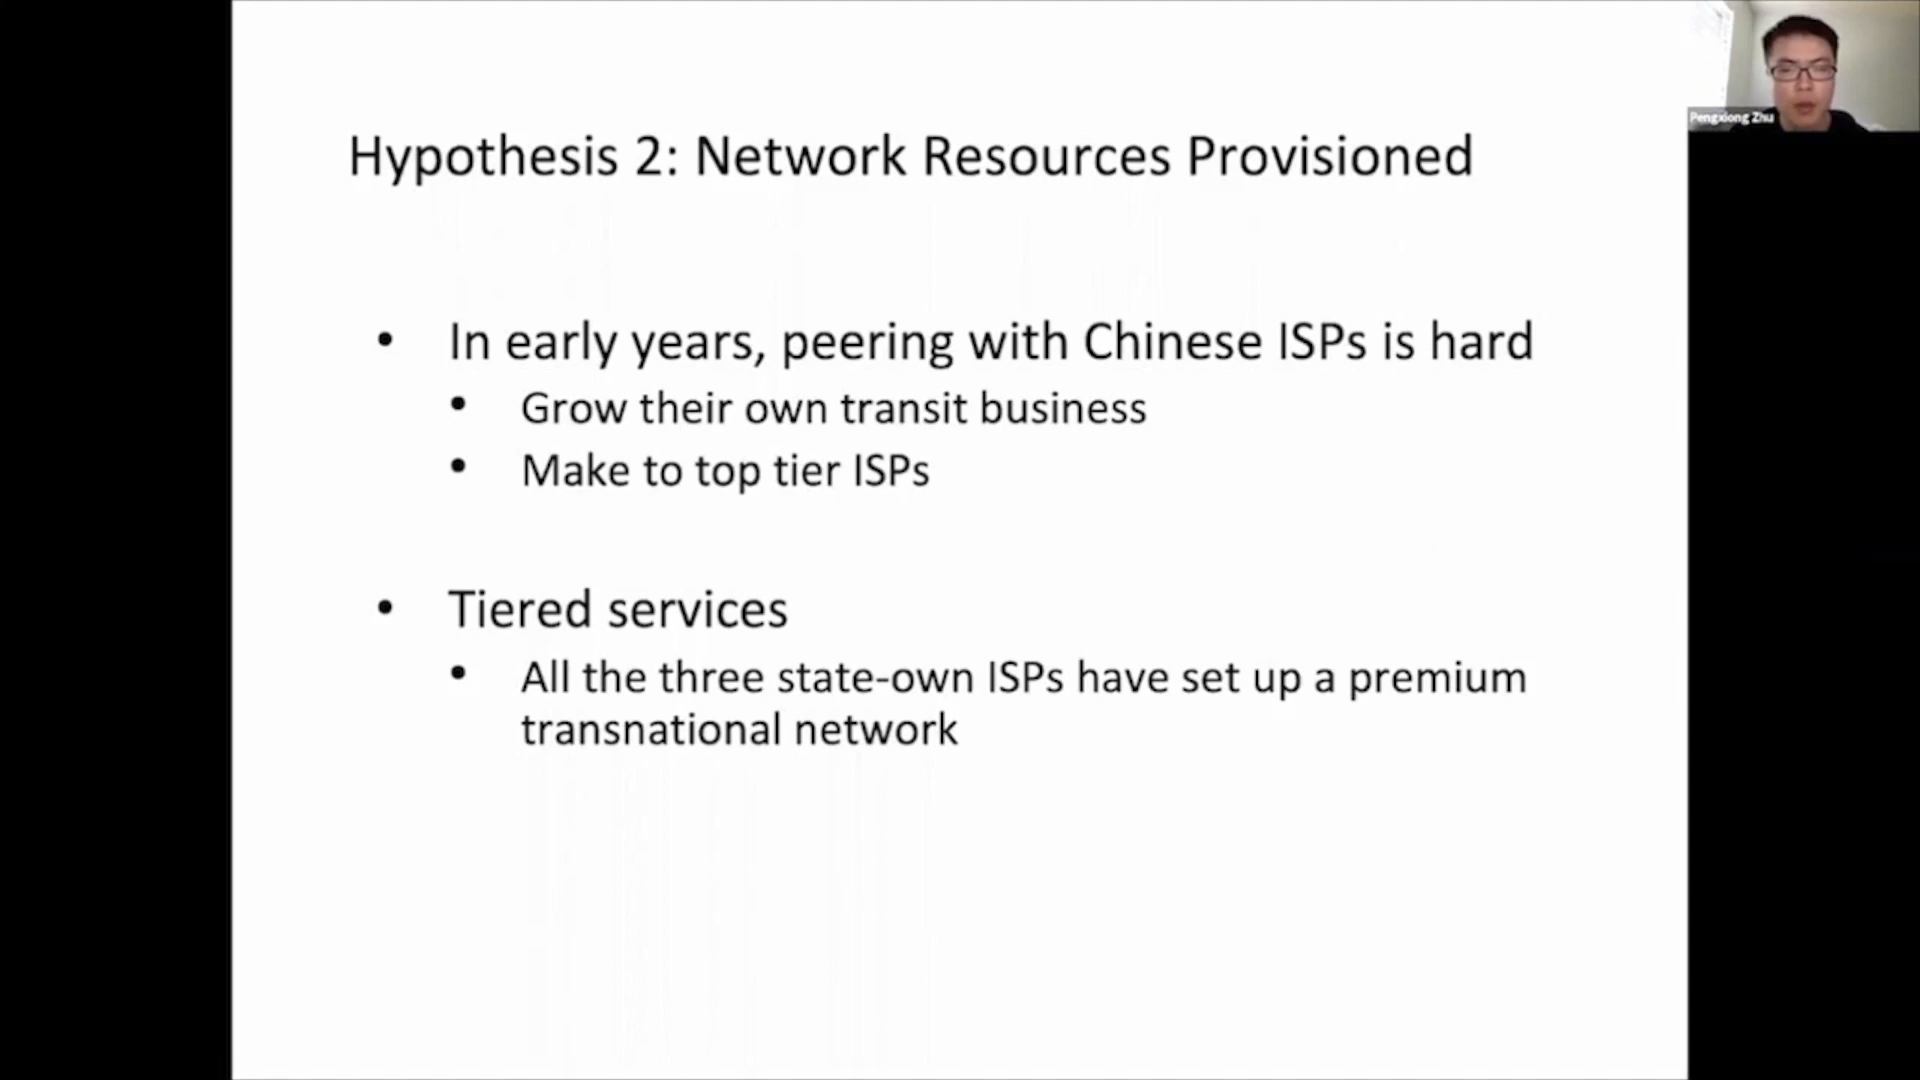 Hypothesis 2: Network Resources Provisioned
Pengxiong Zhu
• In early years, peering with Chinese ISPs is hard
• Grow their own transit business
• Make to top tier ISPs
• Tiered services
• All the three state-own ISPs have set up a premium
transnational network